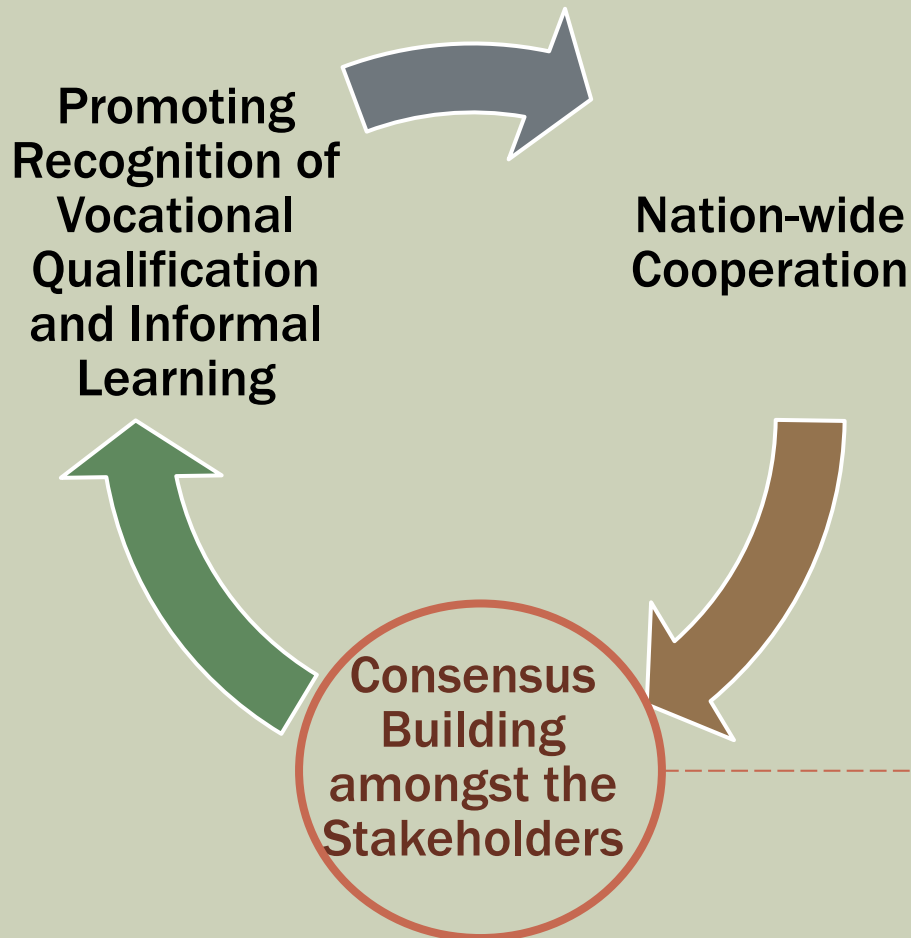 Promoting
Recognition of
Vocational
Qualification
and Informal
Learning
Nation-wide
Cooperation
Consensus
Building
amongst the
Stakeholders